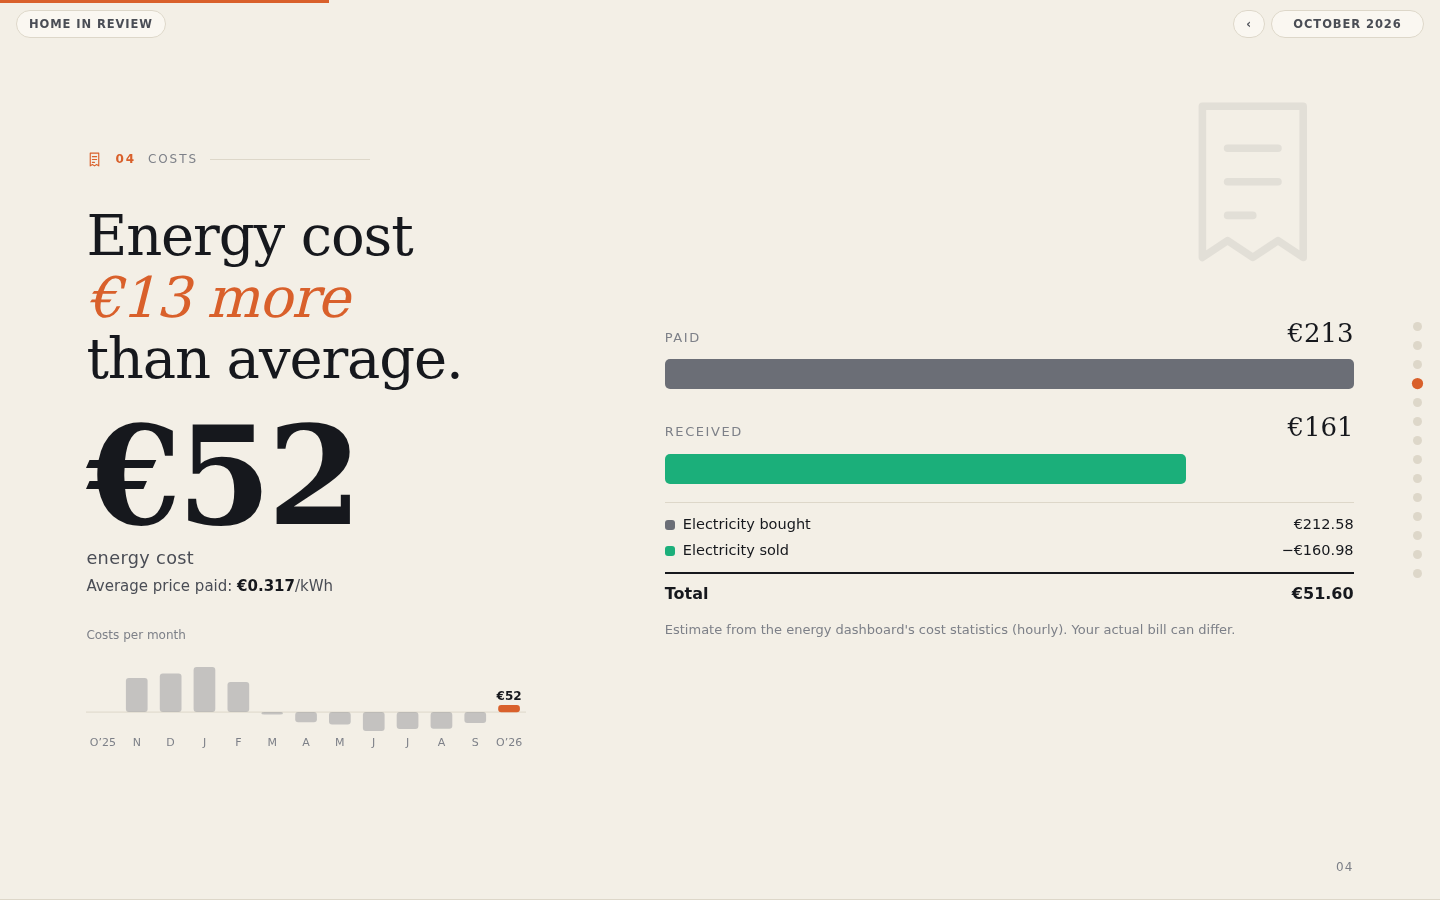 HOME IN REVIEW
‹
OCTOBER 2026
04 COSTS
Energy cost
€13 more
than average.
€52
energy cost
Average price paid: €0.317/kWh
Costs per month
€52
O’25 N D J F M A M J J A S O’26
PAID €213
RECEIVED €161
Electricity bought €212.58
Electricity sold −€160.98
Total €51.60
Estimate from the energy dashboard's cost statistics (hourly). Your actual bill can differ.
04